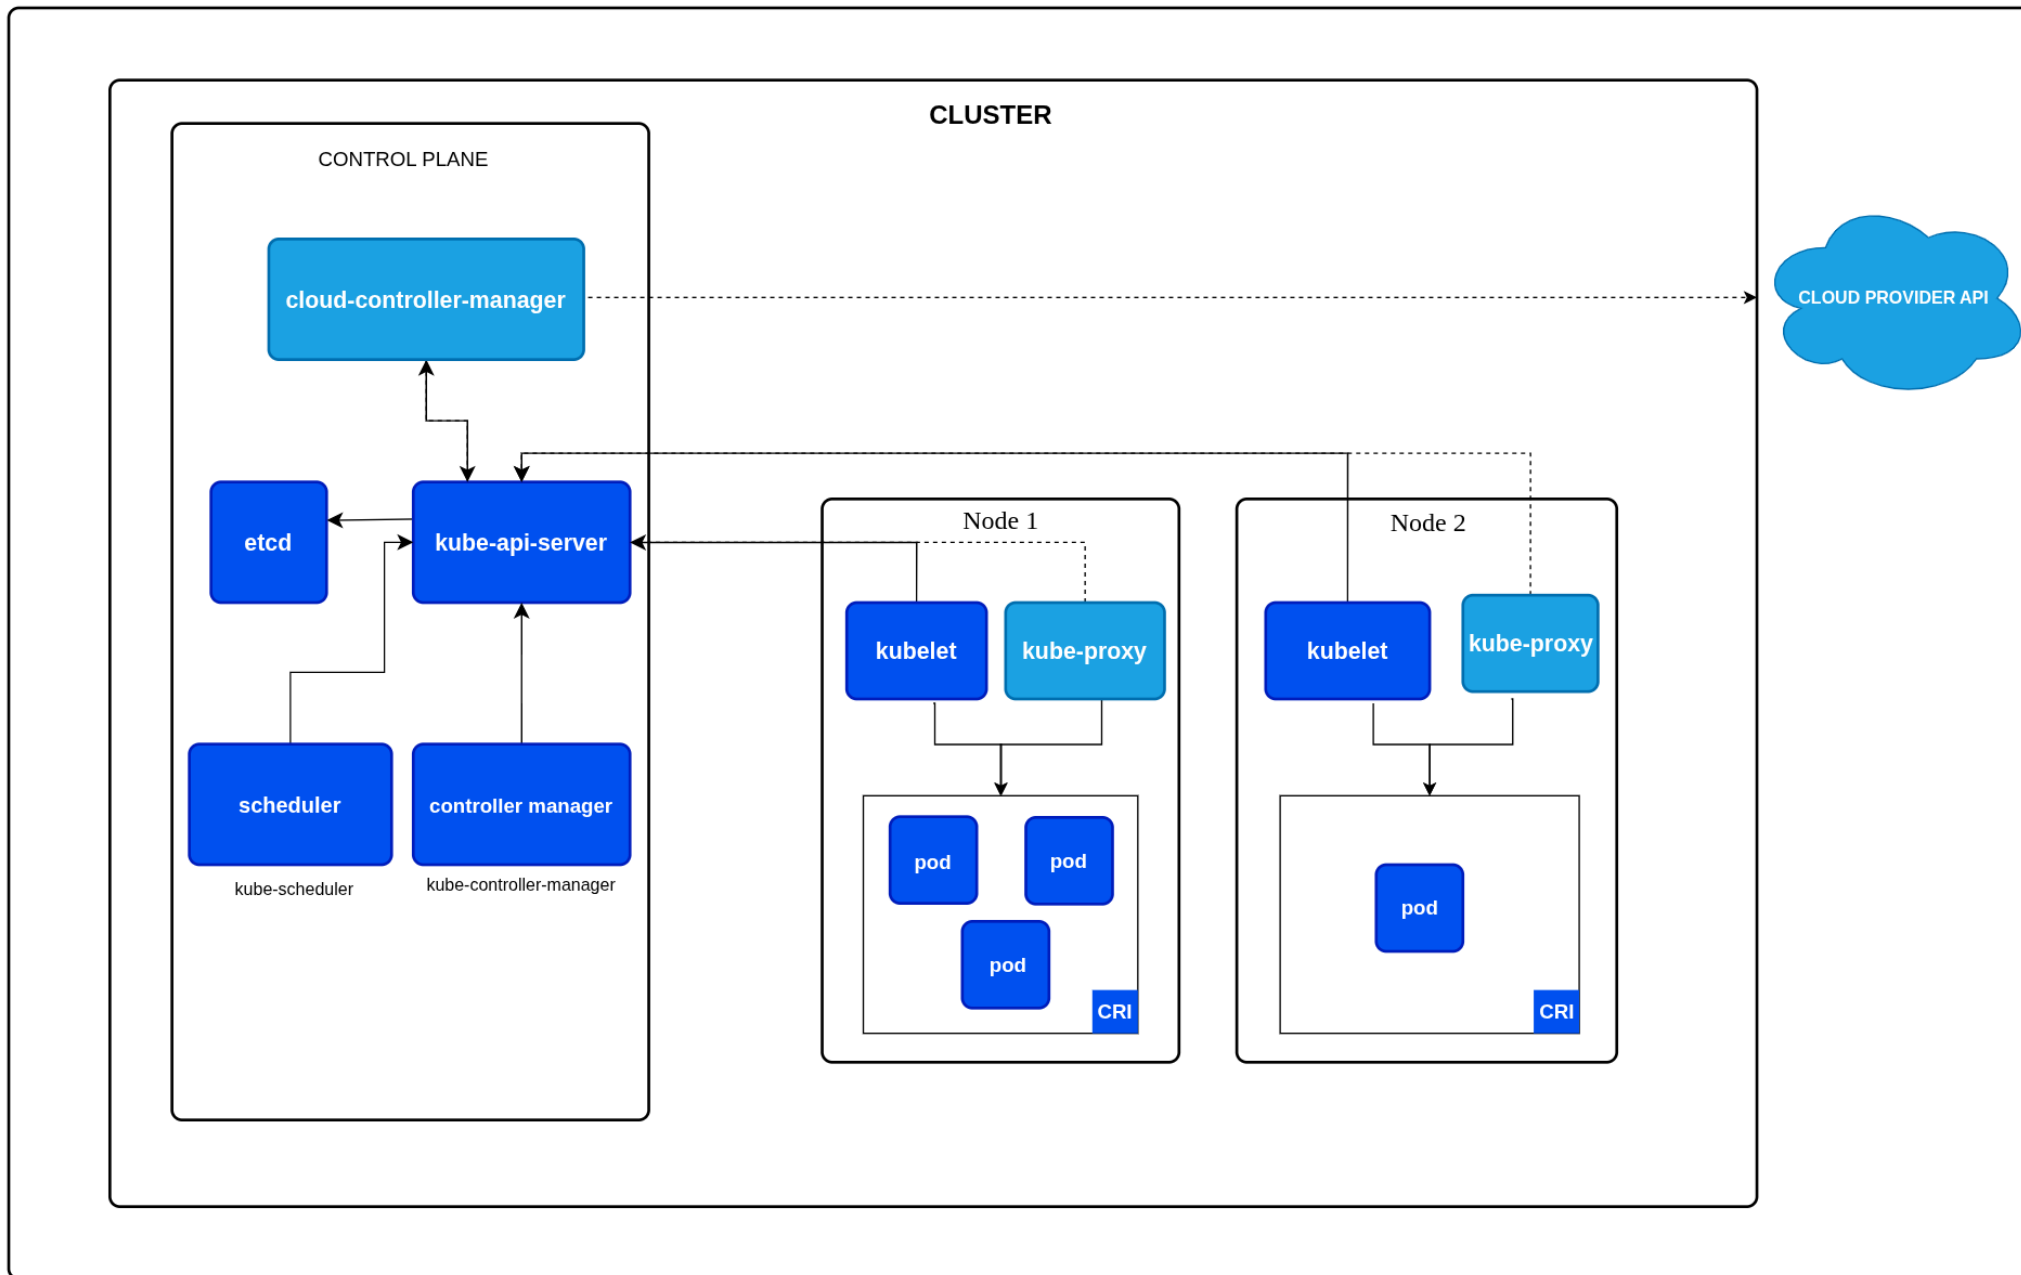 CLUSTER
CONTROL PLANE
cloud-controller-manager
CLOUD PROVIDER API
etcd
kube-api-server
scheduler
controller manager
kube-scheduler
kube-controller-manager
Node 1
kubelet
kube-proxy
pod
pod
pod
CRI
Node 2
kubelet
kube-proxy
pod
CRI